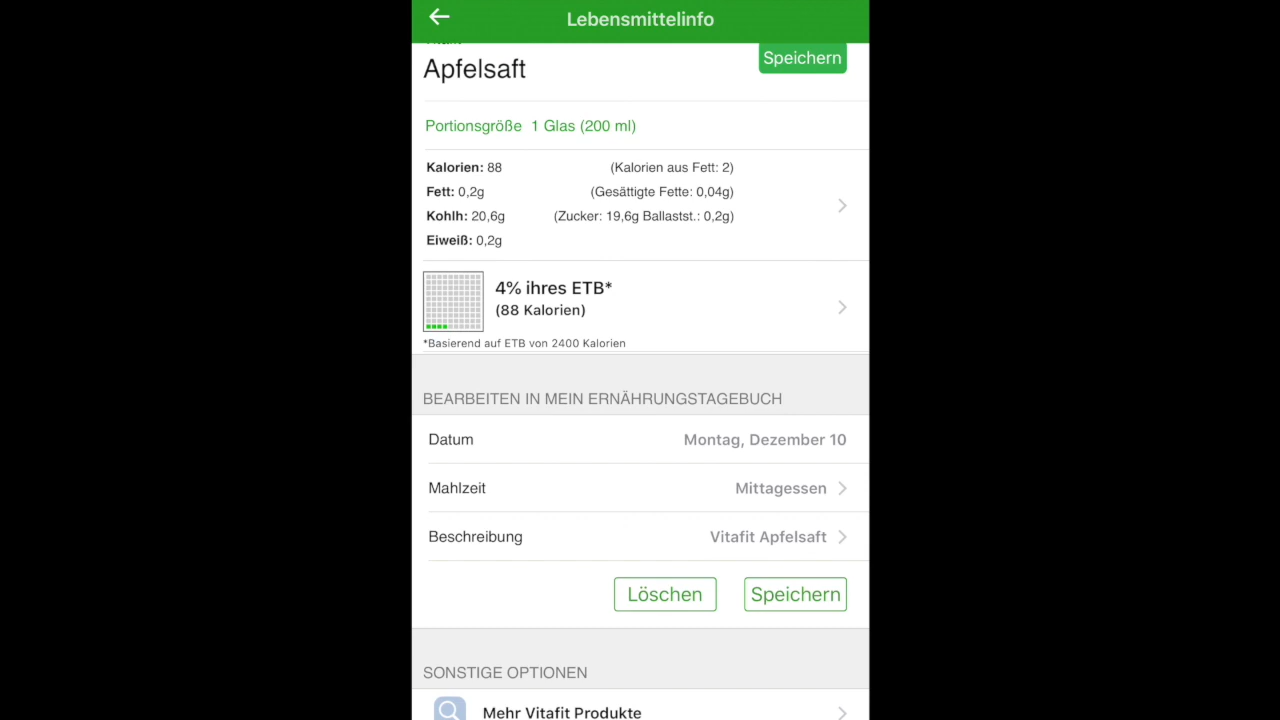 Lebensmittelinfo
Apfelsaft
Speichern
Portionsgröße 1 Glas (200 ml)
Kalorien: 88 (Kalorien aus Fett: 2)
Fett: 0,2g (Gesättigte Fette: 0,04g)
Kohlh: 20,6g (Zucker: 19,6g Ballastst.: 0,2g)
Eiweiß: 0,2g
4% ihres ETB*
(88 Kalorien)
*Basierend auf ETB von 2400 Kalorien
BEARBEITEN IN MEIN ERNÄHRUNGSTAGEBUCH
Datum Montag, Dezember 10
Mahlzeit Mittagessen
Beschreibung Vitafit Apfelsaft
Löschen Speichern
SONSTIGE OPTIONEN
Mehr Vitafit Produkte